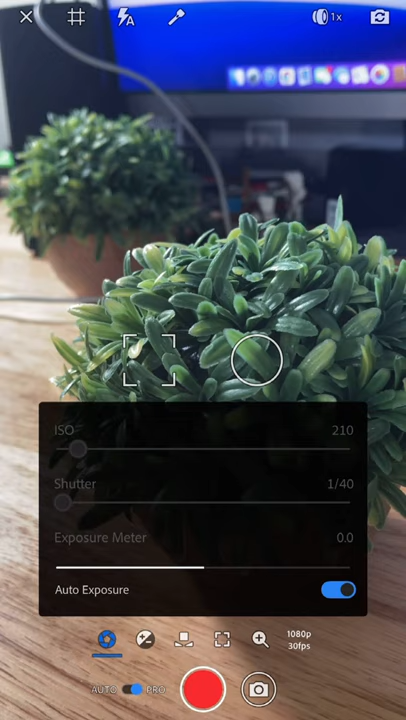 A
1x
ISO 210
Shutter 1/40
Exposure Meter 0.0
Auto Exposure
1080p
30fps
AUTO PRO